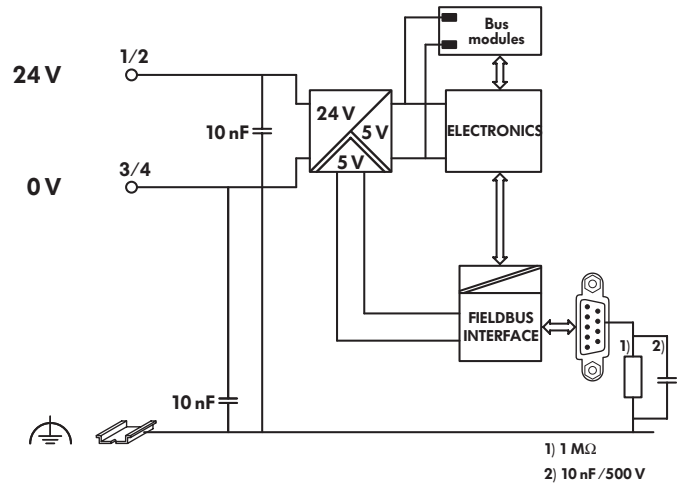 Bus
modules
1/2
24 V
24 V
10 nF
5 V
ELECTRONICS
5 V
3/4
0 V
FIELDBUS
INTERFACE
1)
2)
10 nF
1) 1 MΩ
2) 10 nF/500 V